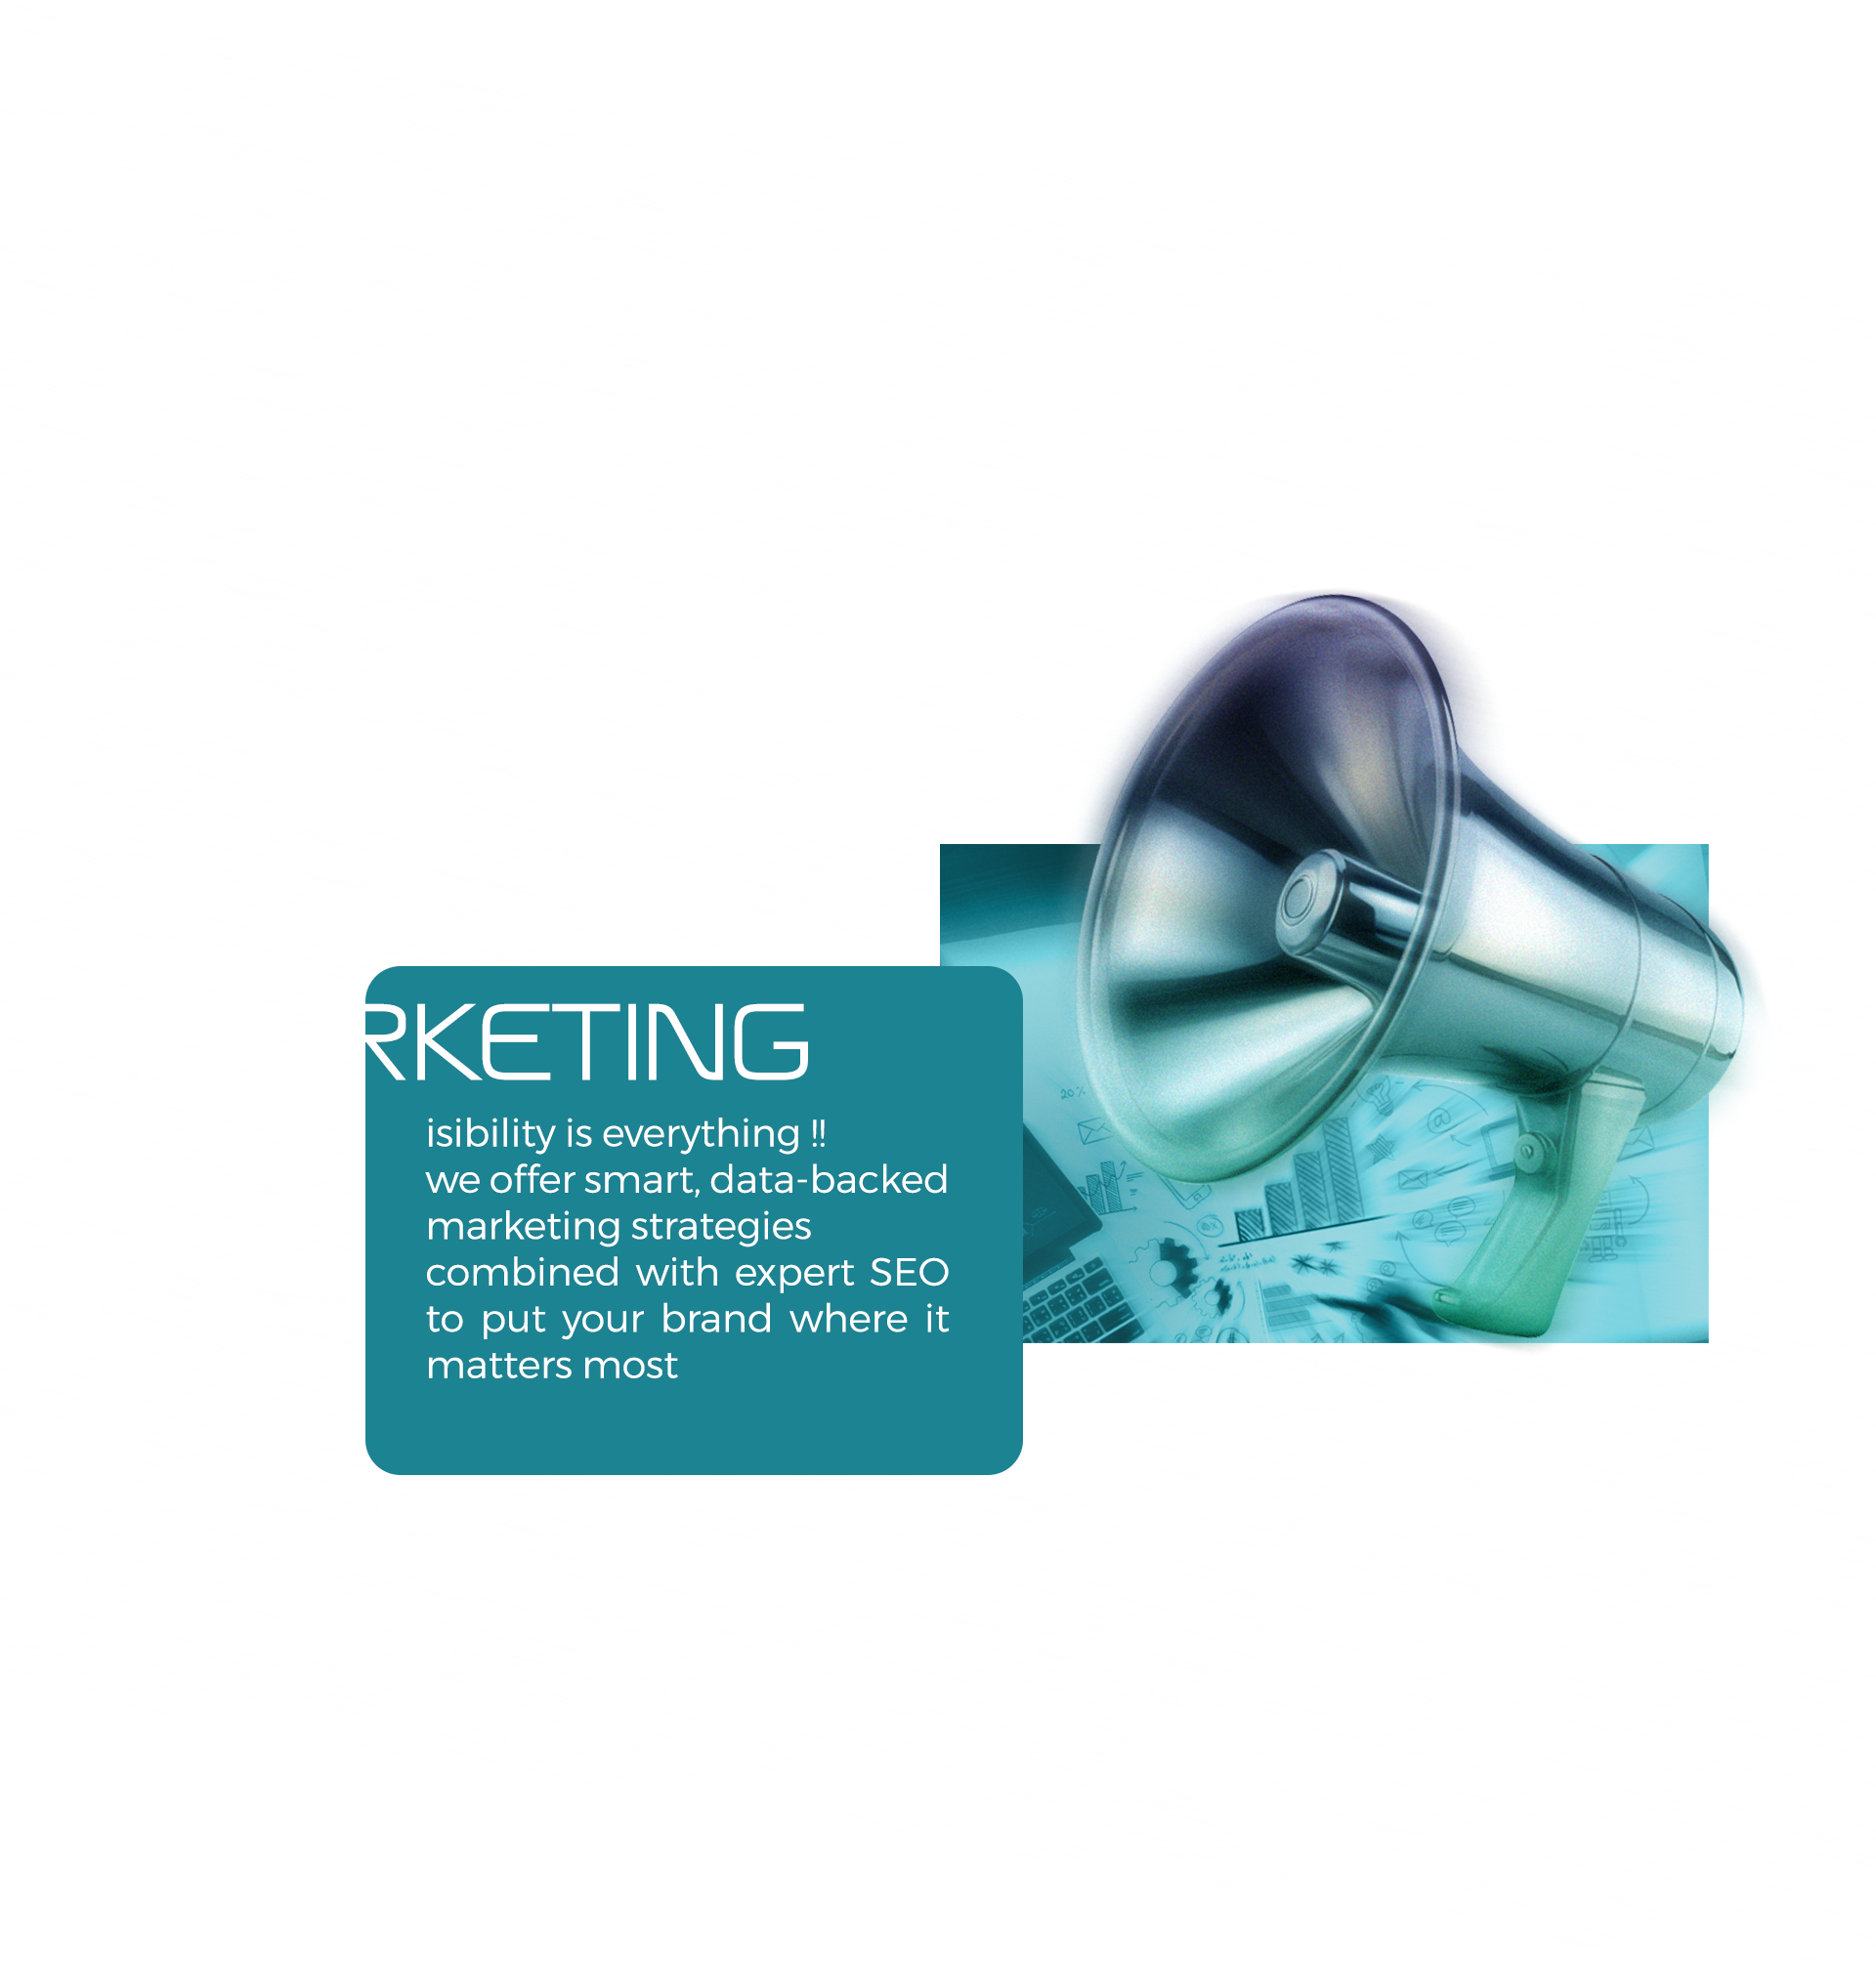 RKETING
isibility is everything !!
we offer smart, data-backed
marketing strategies
combined with expert SEO
to put your brand where it
matters most
20%